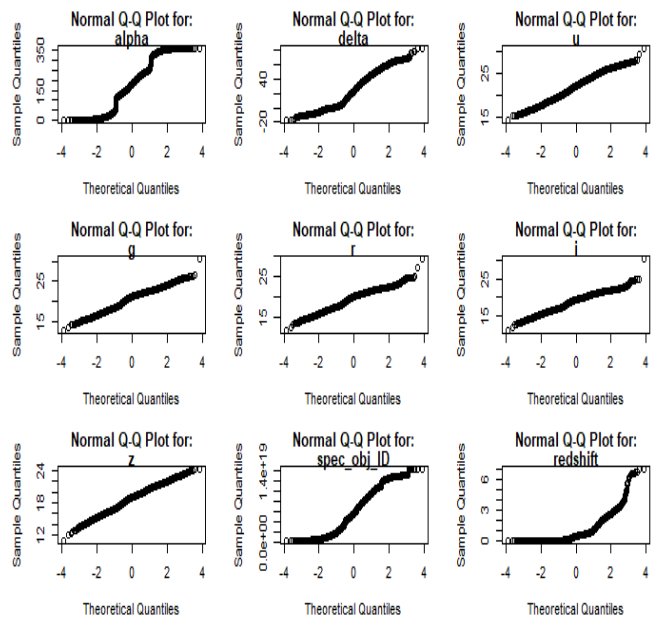 Normal Q-Q Plot for: Normal Q-Q Plot for: Normal Q-Q Plot for:
alpha delta u
Sample Quantiles Sample Quantiles Sample Quantiles
0 150 350 -20 40 15 25
-4 -2 0 2 4 -4 -2 0 2 4 -4 -2 0 2 4
Theoretical Quantiles Theoretical Quantiles Theoretical Quantiles
Normal Q-Q Plot for: Normal Q-Q Plot for: Normal Q-Q Plot for:
g r i
Sample Quantiles Sample Quantiles Sample Quantiles
15 25 15 25 15 25
-4 -2 0 2 4 -4 -2 0 2 4 -4 -2 0 2 4
Theoretical Quantiles Theoretical Quantiles Theoretical Quantiles
Normal Q-Q Plot for: Normal Q-Q Plot for: Normal Q-Q Plot for:
z spec_obj_ID redshift
Sample Quantiles Sample Quantiles Sample Quantiles
12 18 24 0.0e+00 1.4e+19 0 3 6
-4 -2 0 2 4 -4 -2 0 2 4 -4 -2 0 2 4
Theoretical Quantiles Theoretical Quantiles Theoretical Quantiles